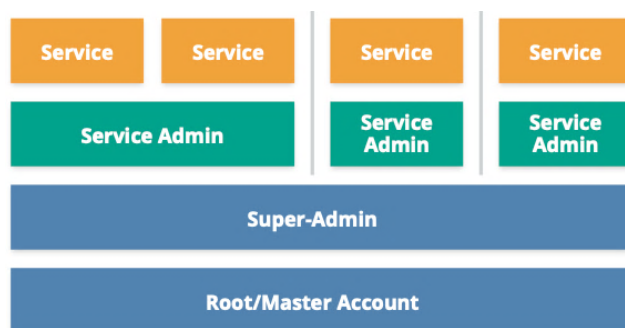 Service
Service
Service
Service
Service Admin
Service
Admin
Service
Admin
Super-Admin
Root/Master Account